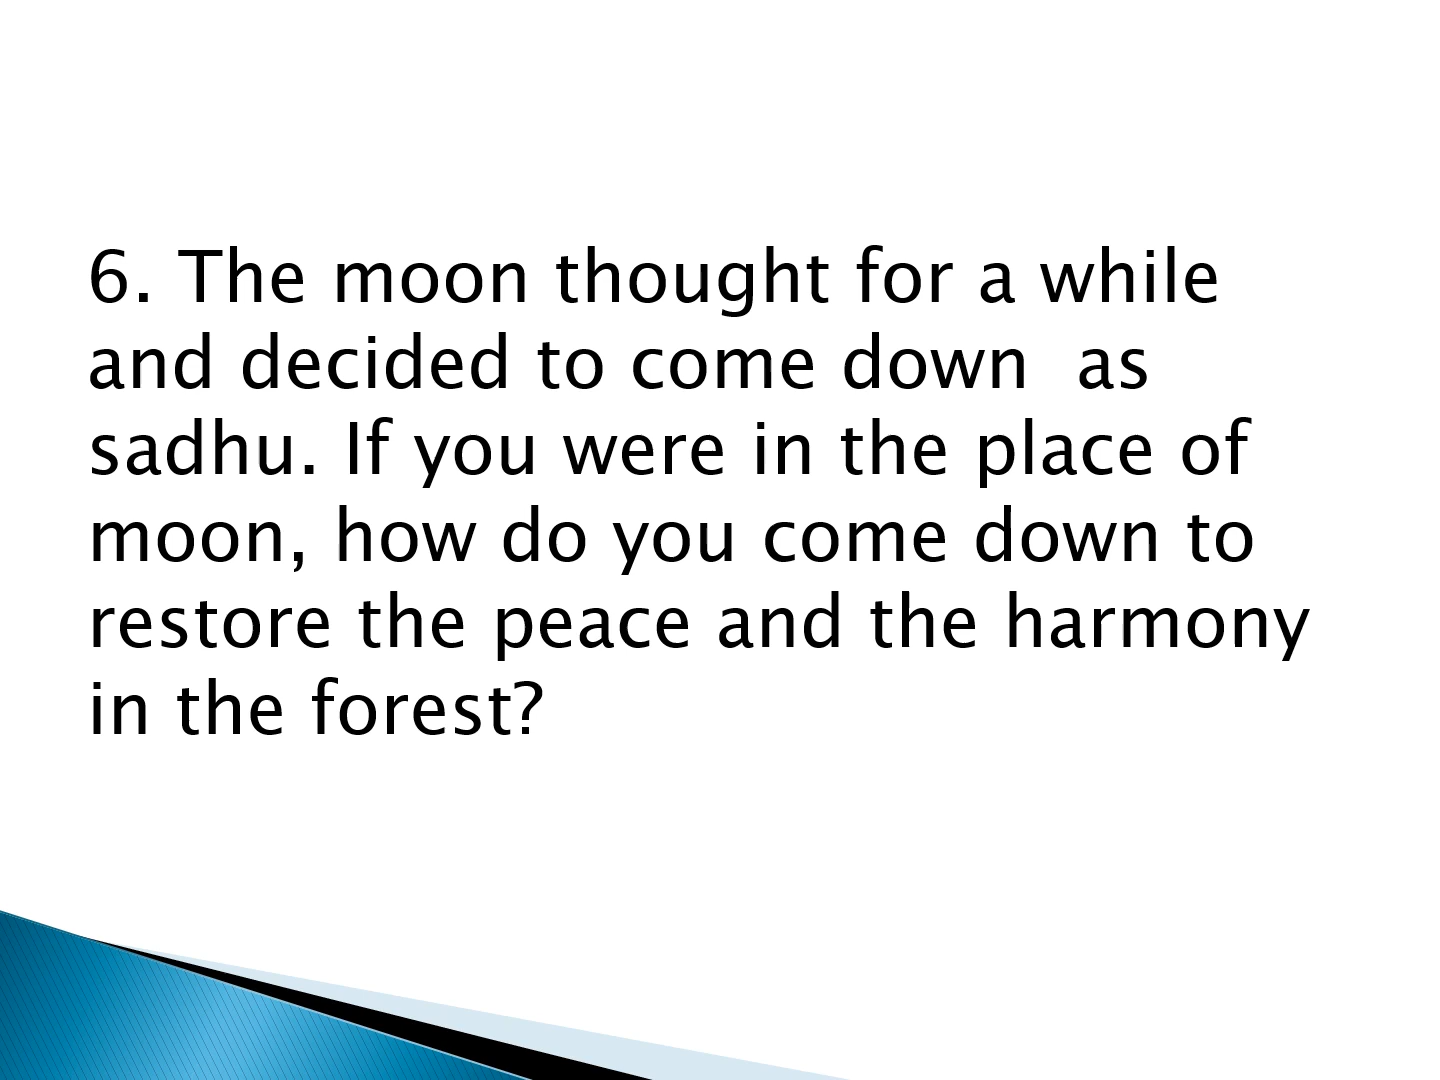 6. The moon thought for a while
and decided to come down  as
sadhu. If you were in the place of
moon, how do you come down to
restore the peace and the harmony
in the forest?